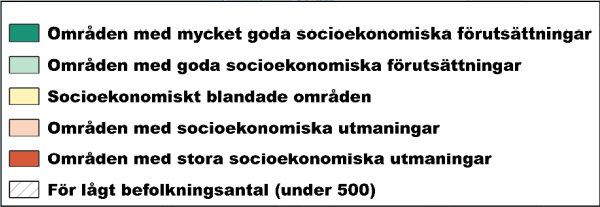 Områden med mycket goda socioekonomiska förutsättningar
Områden med goda socioekonomiska förutsättningar
Socioekonomiskt blandade områden
Områden med socioekonomiska utmaningar
Områden med stora socioekonomiska utmaningar
För lågt befolkningsantal (under 500)